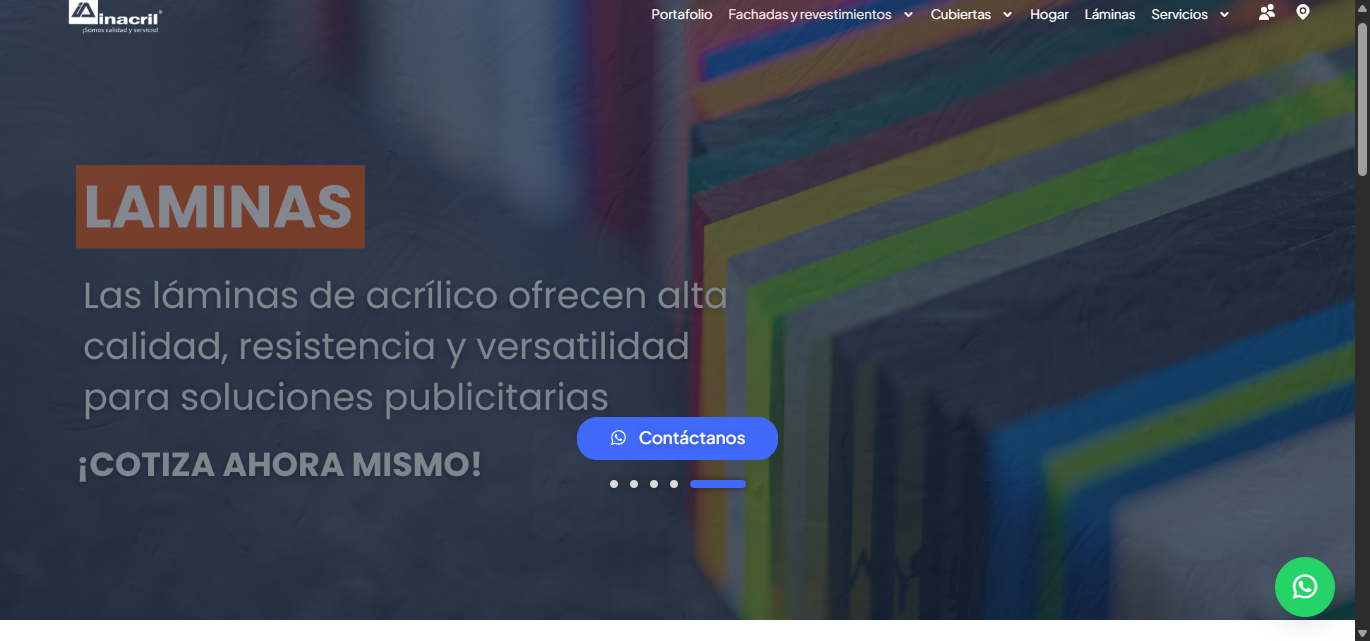 inacril®
¡Somos calidad y servicio!
Portafolio Fachadas y revestimientos Cubiertas Hogar Láminas Servicios
LAMINAS
Las láminas de acrílico ofrecen alta
calidad, resistencia y versatilidad
para soluciones publicitarias
Contáctanos
¡COTIZA AHORA MISMO!